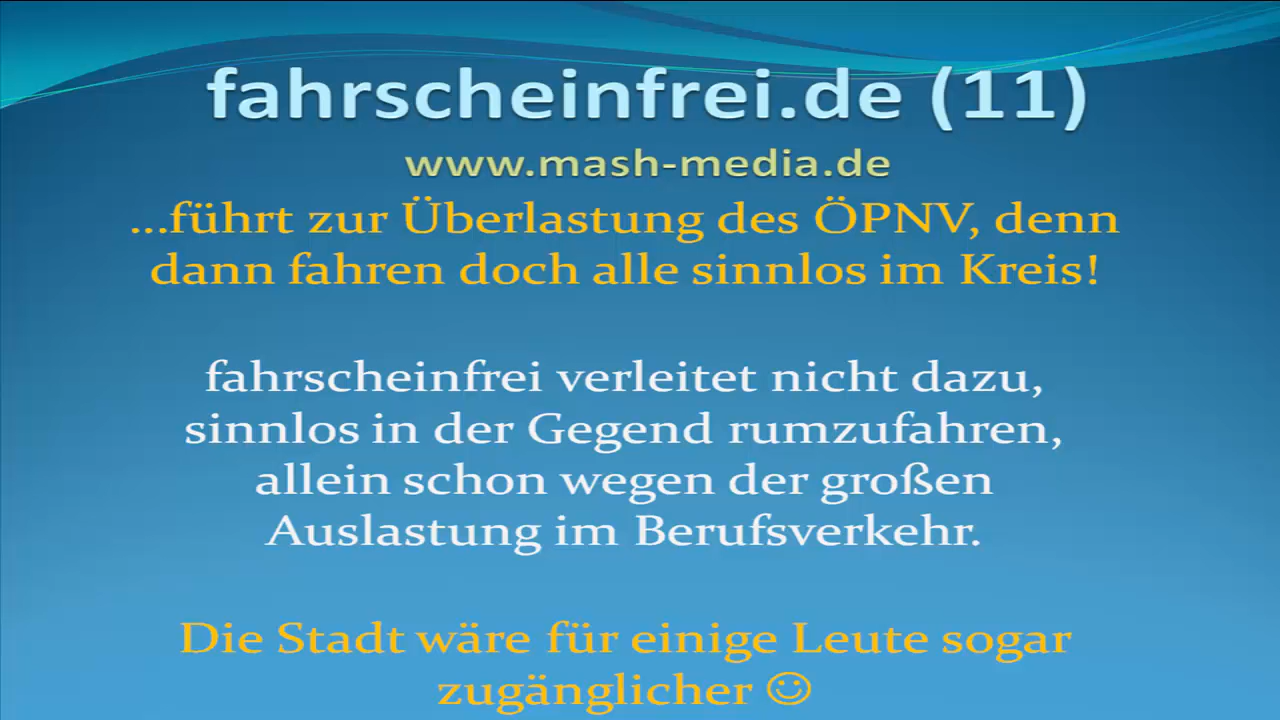 fahrscheinfrei.de (11)
www.mash-media.de
...führt zur Überlastung des ÖPNV, denn
dann fahren doch alle sinnlos im Kreis!
fahrscheinfrei verleitet nicht dazu,
sinnlos in der Gegend rumzufahren,
allein schon wegen der großen
Auslastung im Berufsverkehr.
Die Stadt wäre für einige Leute sogar
zugänglicher ☺